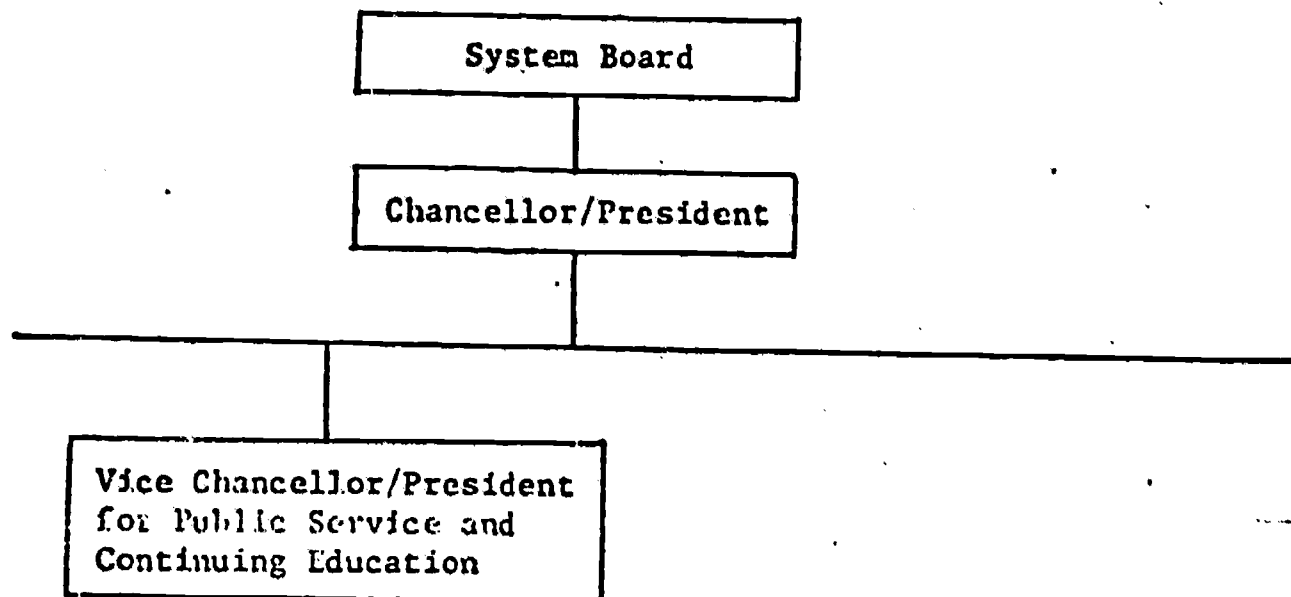 System Board
Chancellor/President
Vice Chancellor/President
for Public Service and
Continuing Education